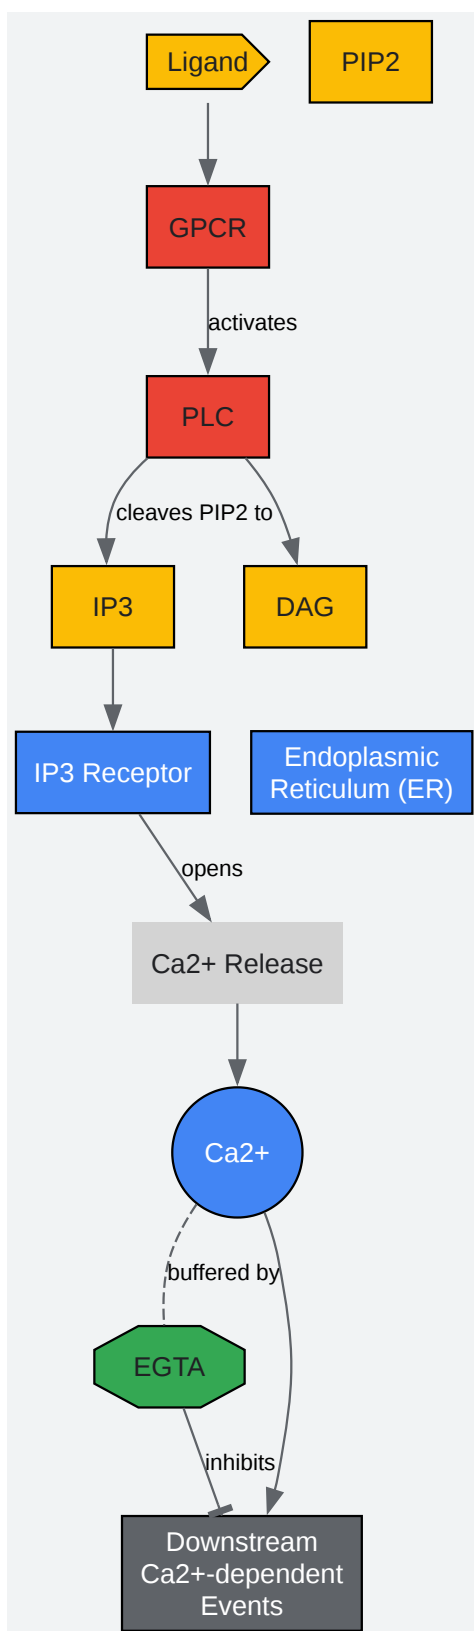 Ligand
PIP2
GPCR
activates
PLC
cleaves PIP2 to
IP3
DAG
IP3 Receptor
Endoplasmic
Reticulum (ER)
opens
Ca2+ Release
Ca2+
buffered by
EGTA
inhibits
Downstream
Ca2+-dependent
Events